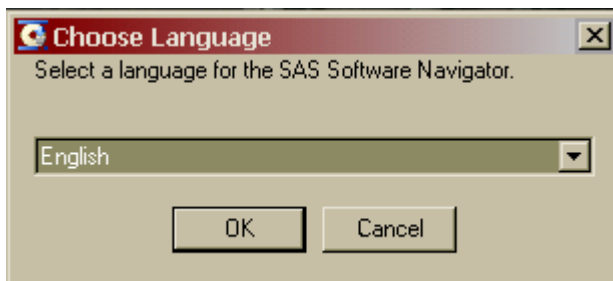 Choose Language
Select a language for the SAS Software Navigator.
English
OK Cancel